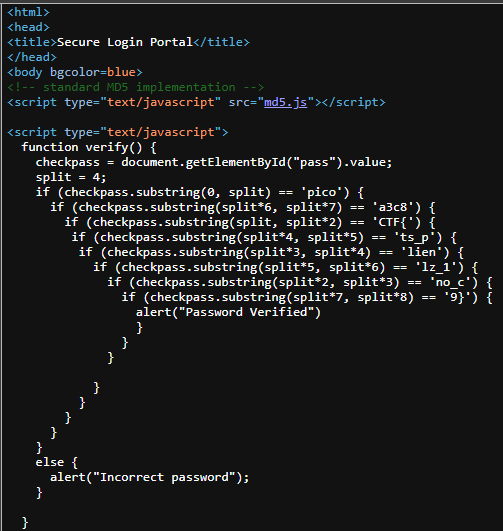 <html>
<head>
<title>Secure Login Portal</title>
</head>
<body bgcolor=blue>
<!-- standard MD5 implementation -->
<script type="text/javascript" src="md5.js"></script>

<script type="text/javascript">
  function verify() {
    checkpass = document.getElementById("pass").value;
    split = 4;
    if (checkpass.substring(0, split) == 'pico') {
      if (checkpass.substring(split*6, split*7) == 'a3c8') {
        if (checkpass.substring(split, split*2) == 'CTF{') {
         if (checkpass.substring(split*4, split*5) == 'ts_p') {
          if (checkpass.substring(split*3, split*4) == 'lien') {
            if (checkpass.substring(split*5, split*6) == 'lz_1') {
              if (checkpass.substring(split*2, split*3) == 'no_c') {
                if (checkpass.substring(split*7, split*8) == '9}') {
                  alert("Password Verified")
                  }
                }
              }

            }
          }
        }
      }
    }
    else {
      alert("Incorrect password");
    }

  }